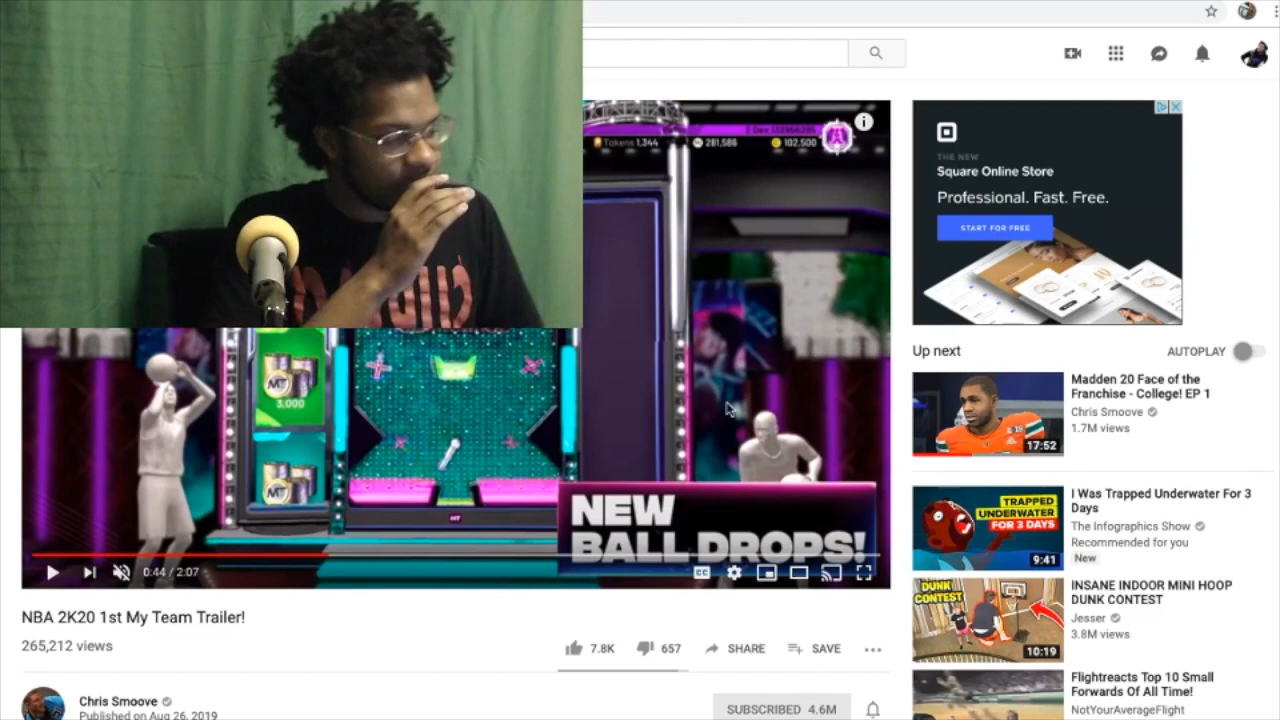 Tokens 1,344
281,586
102,500
THE NEW
Square Online Store
Professional. Fast. Free.
START FOR FREE
Up next
AUTOPLAY
Madden 20 Face of the
Franchise - College! EP 1
Chris Smoove
1.7M views
17:52
MT
3,000
MT
NEW
BALL DROPS!
0:44 / 2:07
CC
TRAPPED
UNDERWATER
FOR 3 DAYS
9:41
I Was Trapped Underwater For 3
Days
The Infographics Show
Recommended for you
New
DUNK
CONTEST
10:19
INSANE INDOOR MINI HOOP
DUNK CONTEST
Jesser
3.8M views
NBA 2K20 1st My Team Trailer!
265,212 views
7.8K
657
SHARE
SAVE
Chris Smoove
Published on Aug 26, 2019
SUBSCRIBED 4.6M
Flightreacts Top 10 Small
Forwards Of All Time!
NotYourAverageFlight